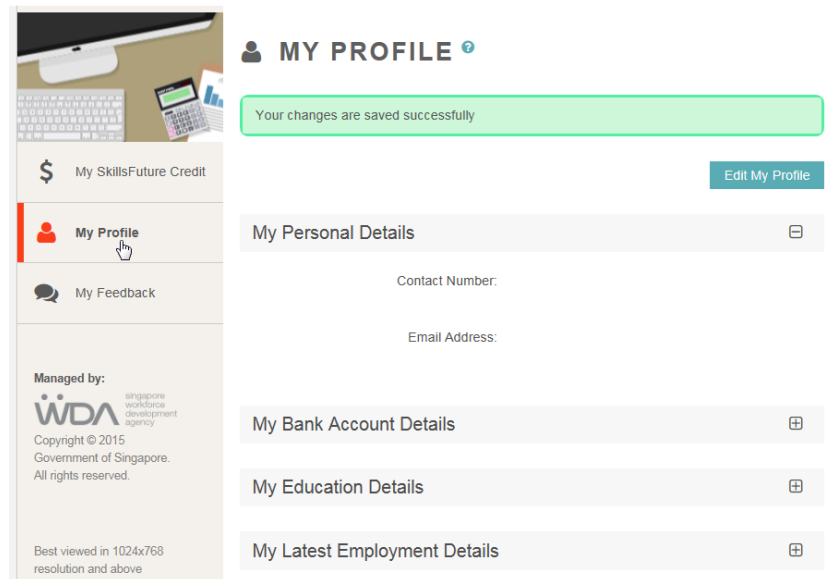 MY PROFILE
Your changes are saved successfully
Edit My Profile
$ My SkillsFuture Credit
My Profile
My Feedback
My Personal Details
Contact Number:
Email Address:
My Bank Account Details
My Education Details
My Latest Employment Details
Managed by:
WDA
singapore
workforce
development
agency
Copyright © 2015
Government of Singapore.
All rights reserved.
Best viewed in 1024x768
resolution and above